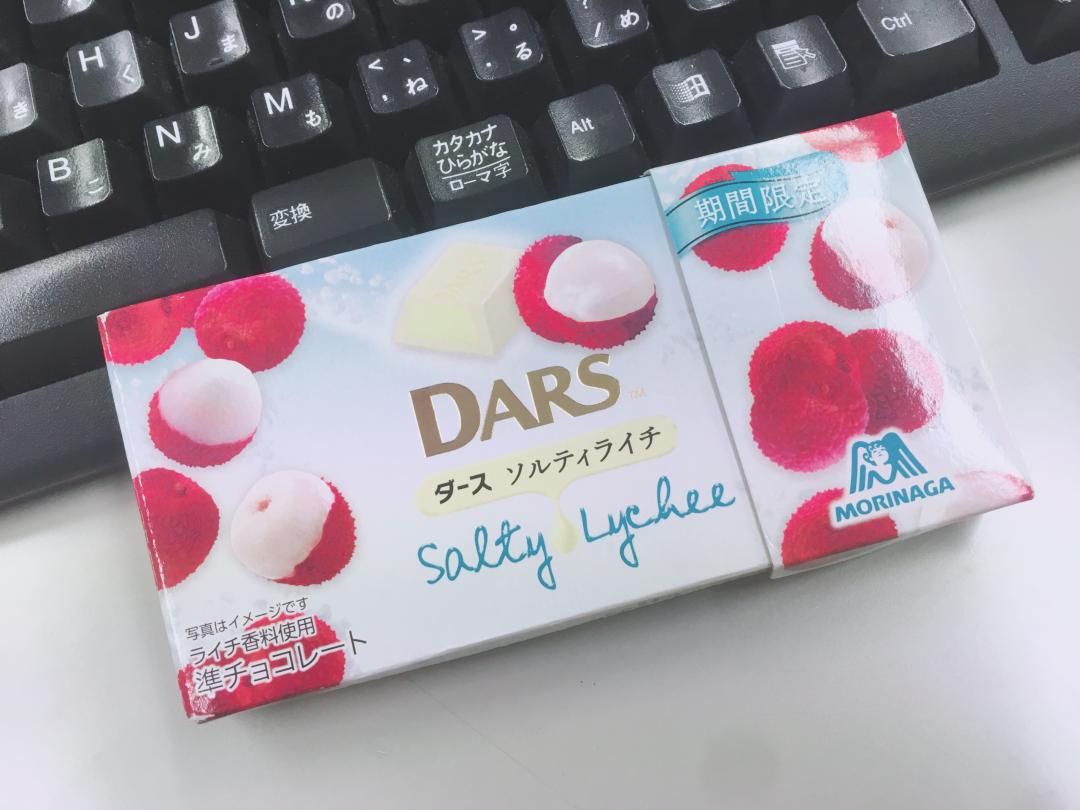 J ま
の
H く
き
M も
< 、
, ね
> 。
. る
? ・
/ め
N み
B こ
変換
カタカナ
ひらがな
ローマ字
Alt
Ctrl
期間限定
DARS™
ダース ソルティライチ
Salty Lychee
MORINAGA
写真はイメージです
ライチ香料使用
準チョコレート